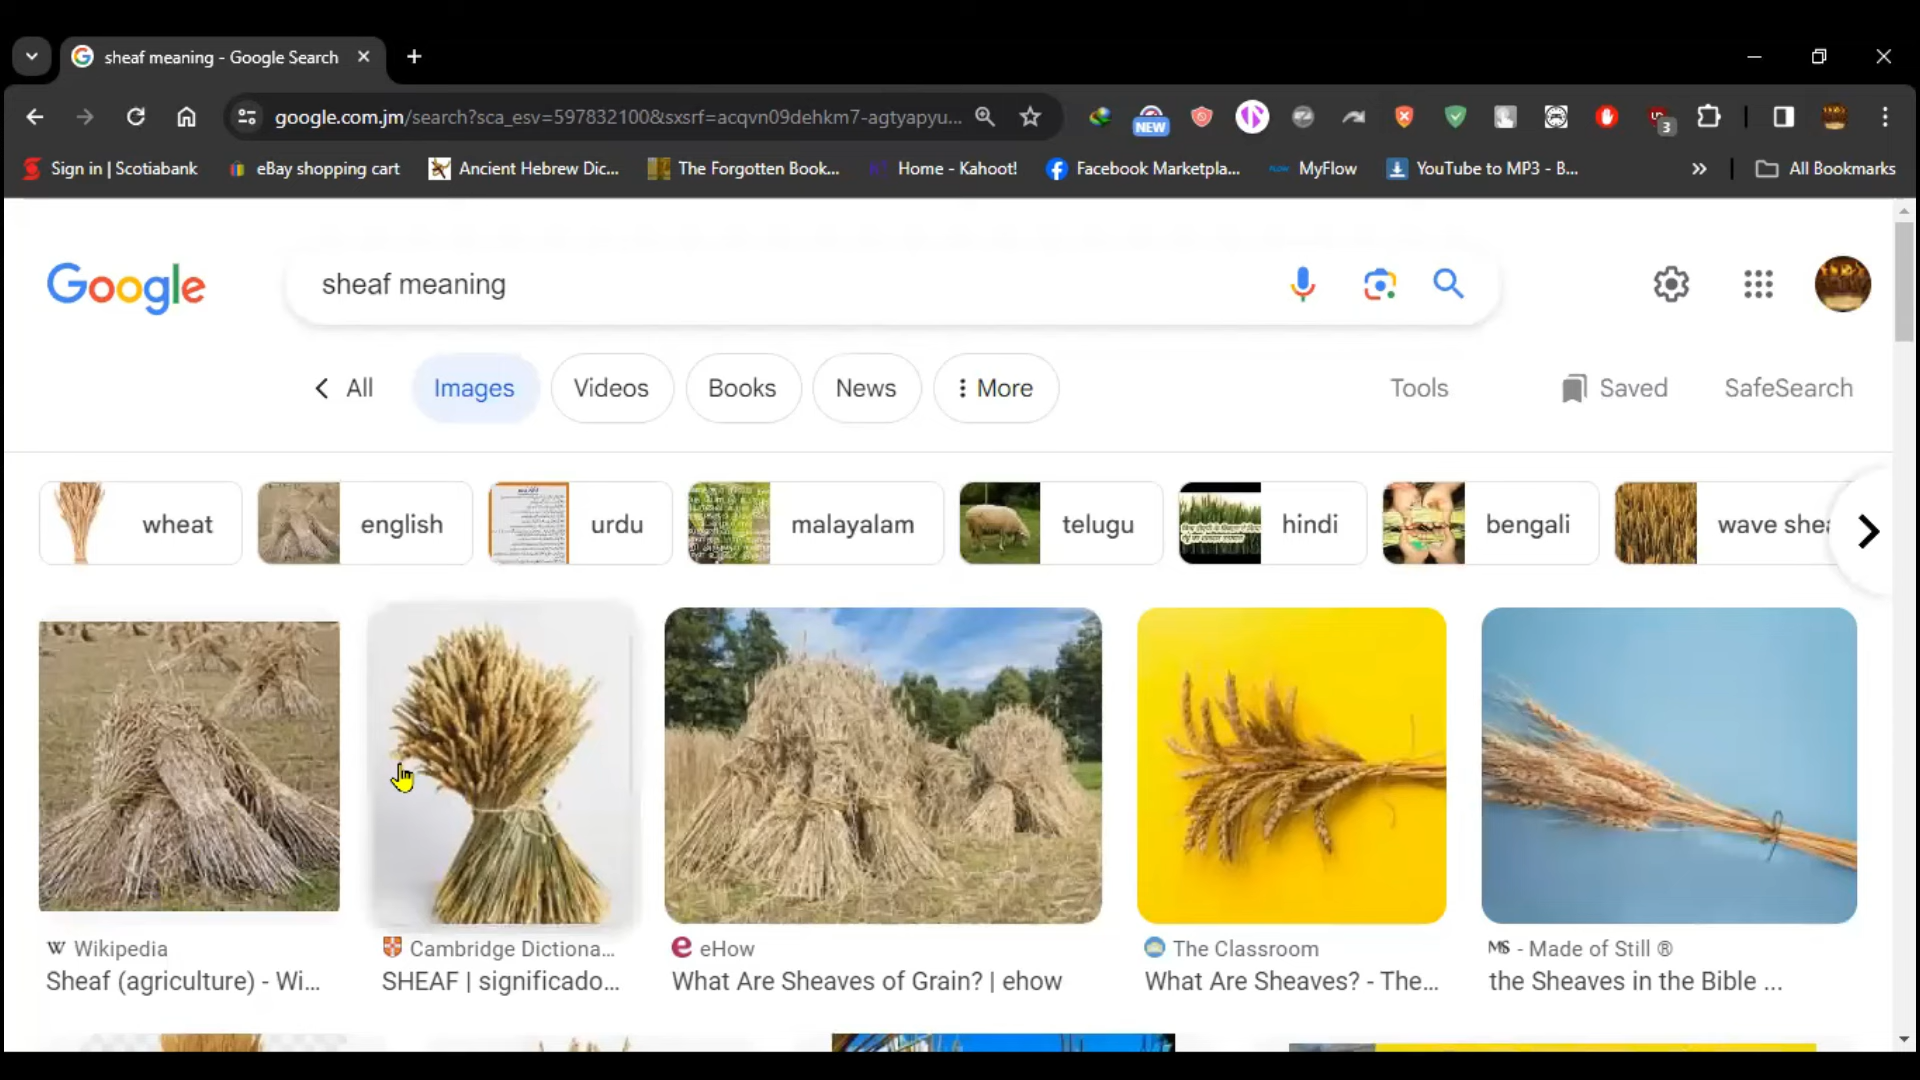 sheaf meaning - Google Search
google.com.jm/search?sca_esv=597832100&sxsrf=acqvn09dehkm7-agtyapyu...
NEW
3
Sign in | Scotiabank
eBay shopping cart
Ancient Hebrew Dic...
The Forgotten Book...
Home - Kahoot!
Facebook Marketpla...
MyFlow
YouTube to MP3 - B...
All Bookmarks
Google
sheaf meaning
All
Images
Videos
Books
News
More
Tools
Saved
SafeSearch
wheat
english
urdu
malayalam
telugu
hindi
bengali
wave shea
W Wikipedia
Sheaf (agriculture) - Wi...
Cambridge Dictiona...
SHEAF | significado...
e eHow
What Are Sheaves of Grain? | ehow
The Classroom
What Are Sheaves? - The...
MS - Made of Still ®
the Sheaves in the Bible ...